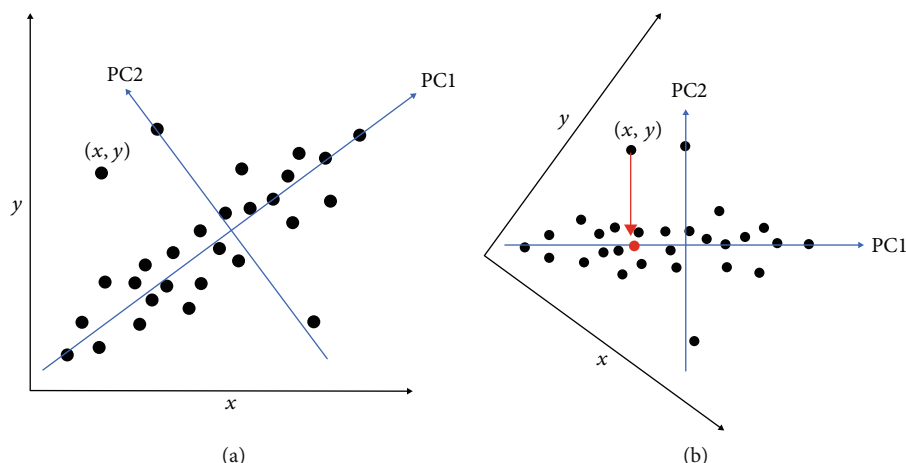 PC2
PC1
(x, y)
y
x
(a)
y
PC2
(x, y)
PC1
x
(b)